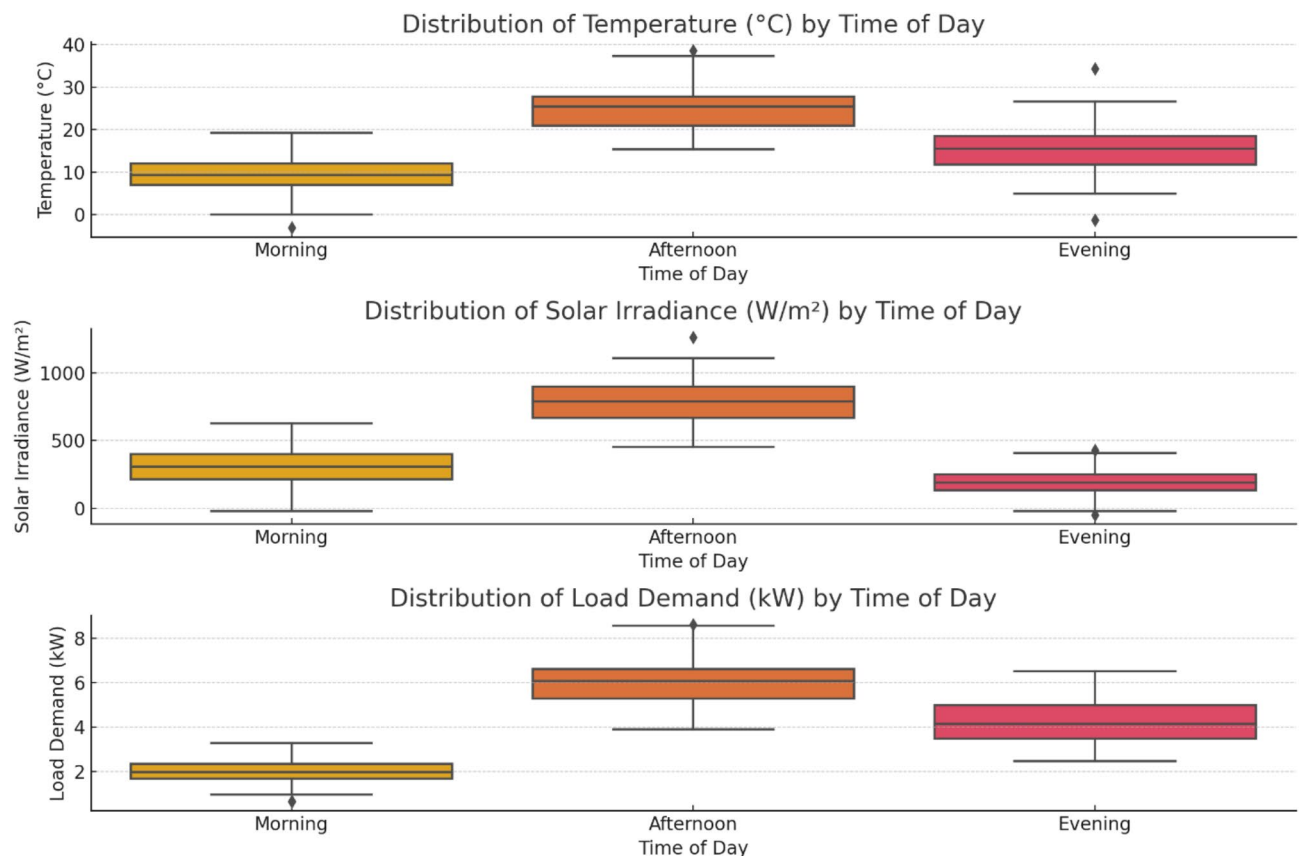 Distribution of Temperature (°C) by Time of Day
Temperature (°C)
40
30
20
10
0
Morning Afternoon Evening
Time of Day
Distribution of Solar Irradiance (W/m²) by Time of Day
Solar Irradiance (W/m²)
1000
500
0
Morning Afternoon Evening
Time of Day
Distribution of Load Demand (kW) by Time of Day
Load Demand (kW)
8
6
4
2
Morning Afternoon Evening
Time of Day